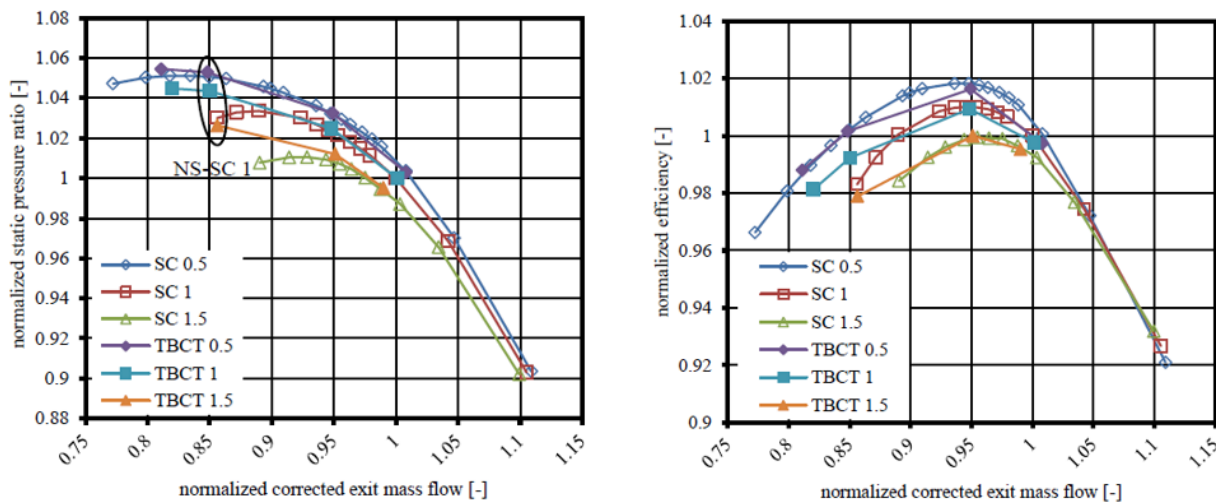 normalized static pressure ratio [-]
1.08
1.06
1.04
1.02
1
0.98
0.96
0.94
0.92
0.9
0.88
NS-SC 1
SC 0.5
SC 1
SC 1.5
TBCT 0.5
TBCT 1
TBCT 1.5
0.75
0.8
0.85
0.9
0.95
1
1.05
1.1
1.15
normalized corrected exit mass flow [-]
normalized efficiency [-]
1.04
1.02
1
0.98
0.96
0.94
0.92
0.9
SC 0.5
SC 1
SC 1.5
TBCT 0.5
TBCT 1
TBCT 1.5
0.75
0.8
0.85
0.9
0.95
1
1.05
1.1
1.15
normalized corrected exit mass flow [-]